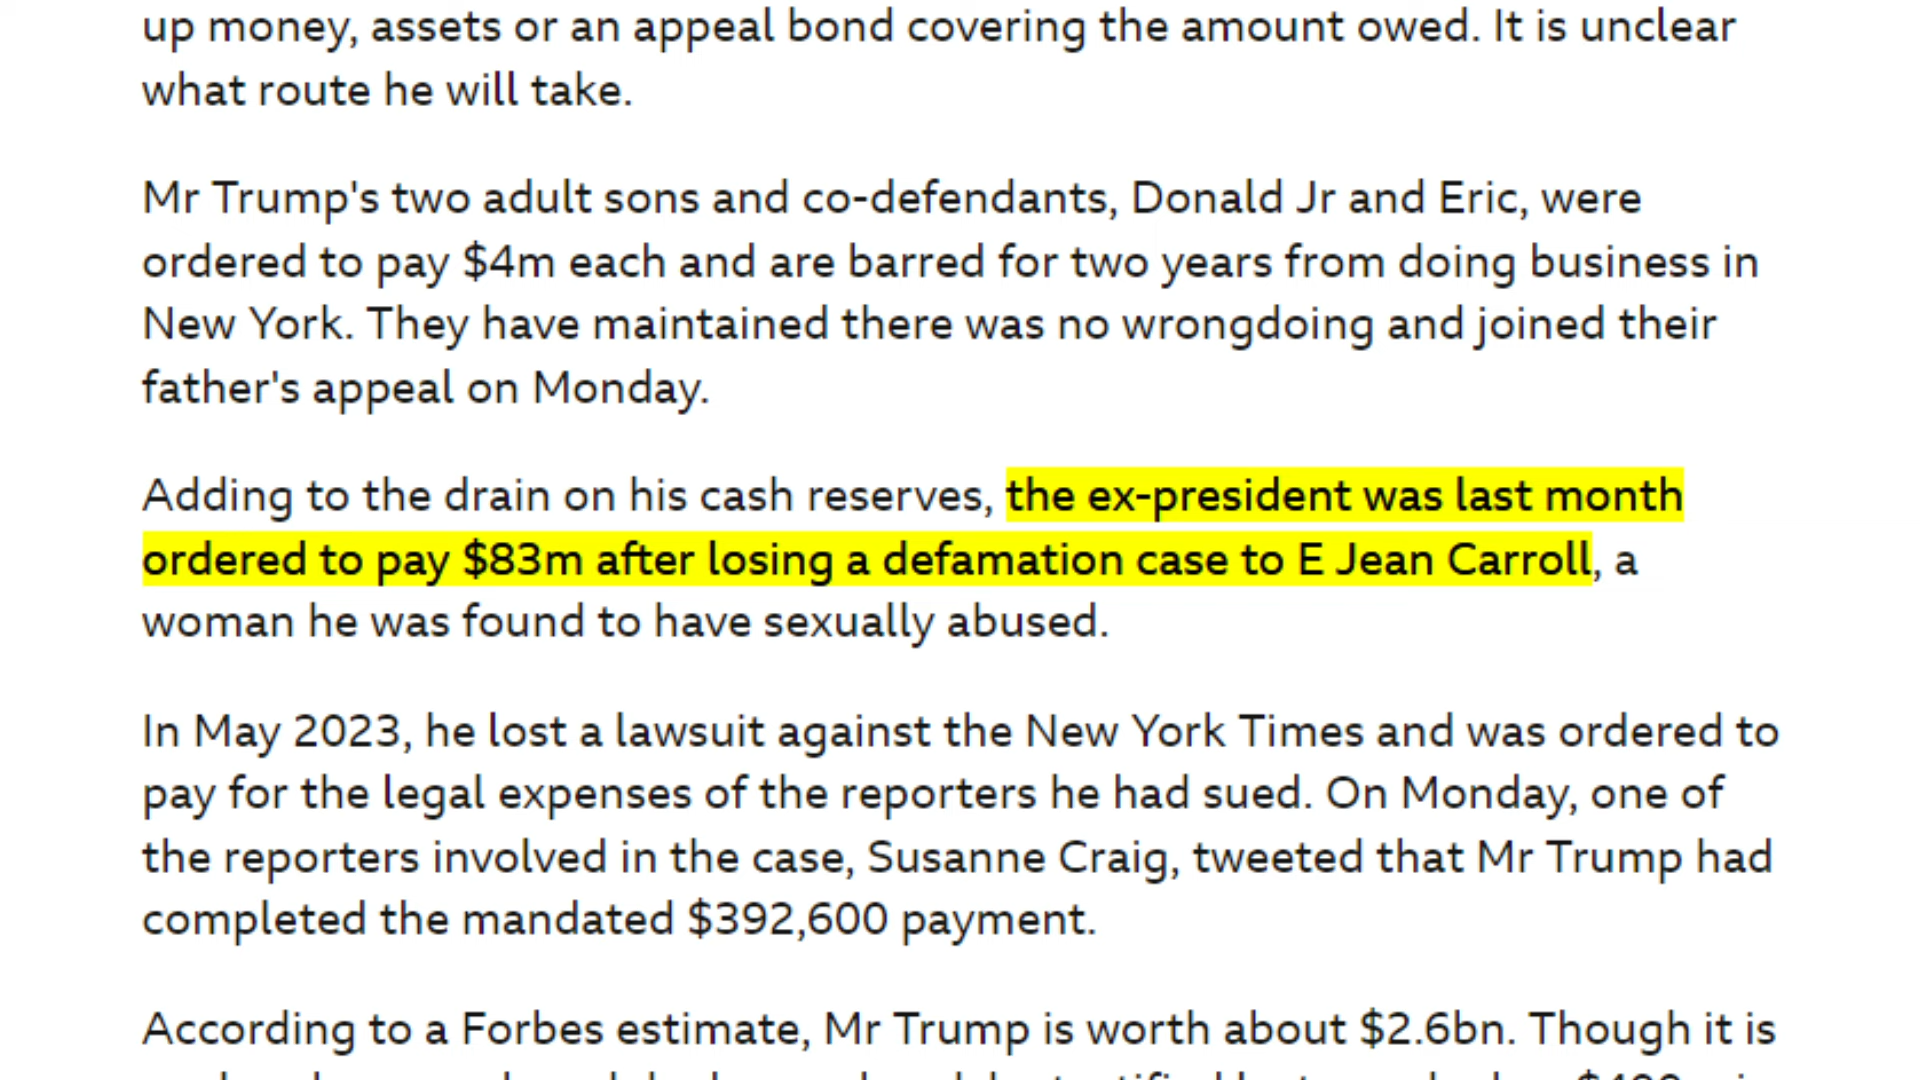 up money, assets or an appeal bond covering the amount owed. It is unclear
what route he will take.
Mr Trump's two adult sons and co-defendants, Donald Jr and Eric, were
ordered to pay $4m each and are barred for two years from doing business in
New York. They have maintained there was no wrongdoing and joined their
father's appeal on Monday.
Adding to the drain on his cash reserves, the ex-president was last month
ordered to pay $83m after losing a defamation case to E Jean Carroll, a
woman he was found to have sexually abused.
In May 2023, he lost a lawsuit against the New York Times and was ordered to
pay for the legal expenses of the reporters he had sued. On Monday, one of
the reporters involved in the case, Susanne Craig, tweeted that Mr Trump had
completed the mandated $392,600 payment.
According to a Forbes estimate, Mr Trump is worth about $2.6bn. Though it is